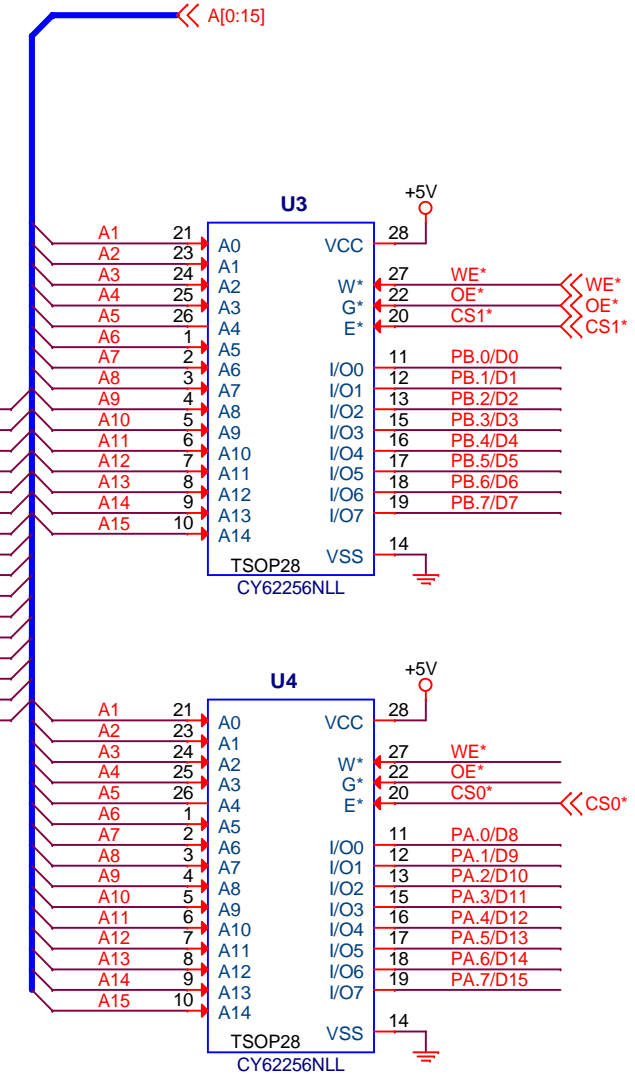 A[0:15]
U3
+5V
A1 21 A0 VCC 28
A2 23 A1
A3 24 A2 W* 27 WE* WE*
A4 25 A3 G* 22 OE* OE*
A5 26 A4 E* 20 CS1* CS1*
A6 1 A5
A7 2 A6 I/O0 11 PB.0/D0
A8 3 A7 I/O1 12 PB.1/D1
A9 4 A8 I/O2 13 PB.2/D2
A10 5 A9 I/O3 15 PB.3/D3
A11 6 A10 I/O4 16 PB.4/D4
A12 7 A11 I/O5 17 PB.5/D5
A13 8 A12 I/O6 18 PB.6/D6
A14 9 A13 I/O7 19 PB.7/D7
A15 10 A14
VSS 14
TSOP28
CY62256NLL
U4
+5V
A1 21 A0 VCC 28
A2 23 A1
A3 24 A2 W* 27 WE*
A4 25 A3 G* 22 OE*
A5 26 A4 E* 20 CS0* CS0*
A6 1 A5
A7 2 A6 I/O0 11 PA.0/D8
A8 3 A7 I/O1 12 PA.1/D9
A9 4 A8 I/O2 13 PA.2/D10
A10 5 A9 I/O3 15 PA.3/D11
A11 6 A10 I/O4 16 PA.4/D12
A12 7 A11 I/O5 17 PA.5/D13
A13 8 A12 I/O6 18 PA.6/D14
A14 9 A13 I/O7 19 PA.7/D15
A15 10 A14
VSS 14
TSOP28
CY62256NLL